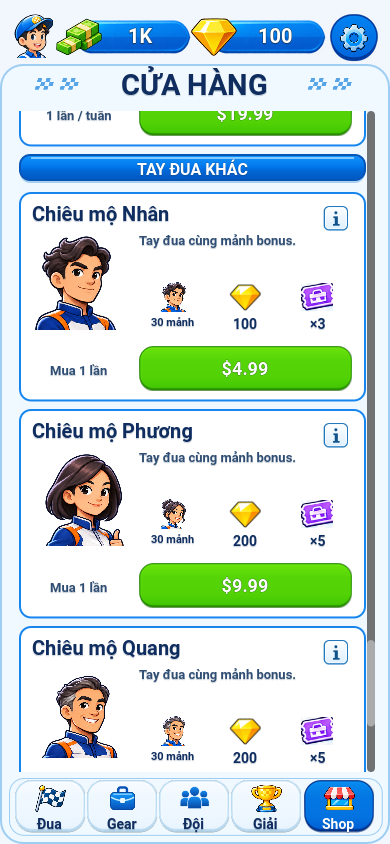 1K
100
CỬA HÀNG
1 lần / tuần
$19.99
TAY ĐUA KHÁC
Chiêu mộ Nhân
Tay đua cùng mảnh bonus.
30 mảnh
100
×3
Mua 1 lần
$4.99
Chiêu mộ Phương
Tay đua cùng mảnh bonus.
30 mảnh
200
×5
Mua 1 lần
$9.99
Chiêu mộ Quang
Tay đua cùng mảnh bonus.
30 mảnh
200
×5
Đua
Gear
Đội
Giải
Shop